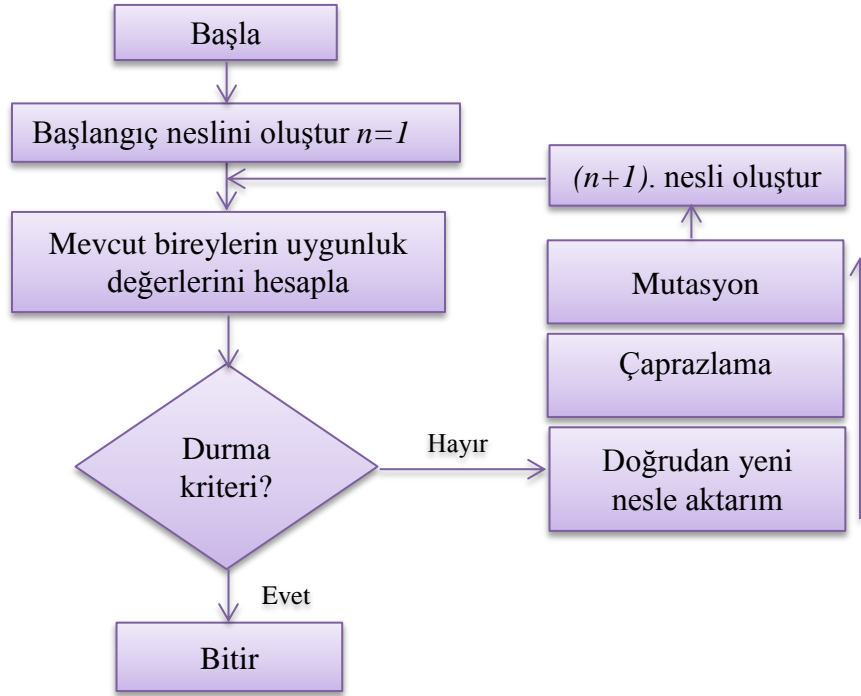 Başla
Başlangıç neslini oluştur n=1
(n+1). nesli oluştur
Mevcut bireylerin uygunluk
değerlerini hesapla
Mutasyon
Çaprazlama
Durma
kriteri?
Hayır
Doğrudan yeni
nesle aktarım
Evet
Bitir